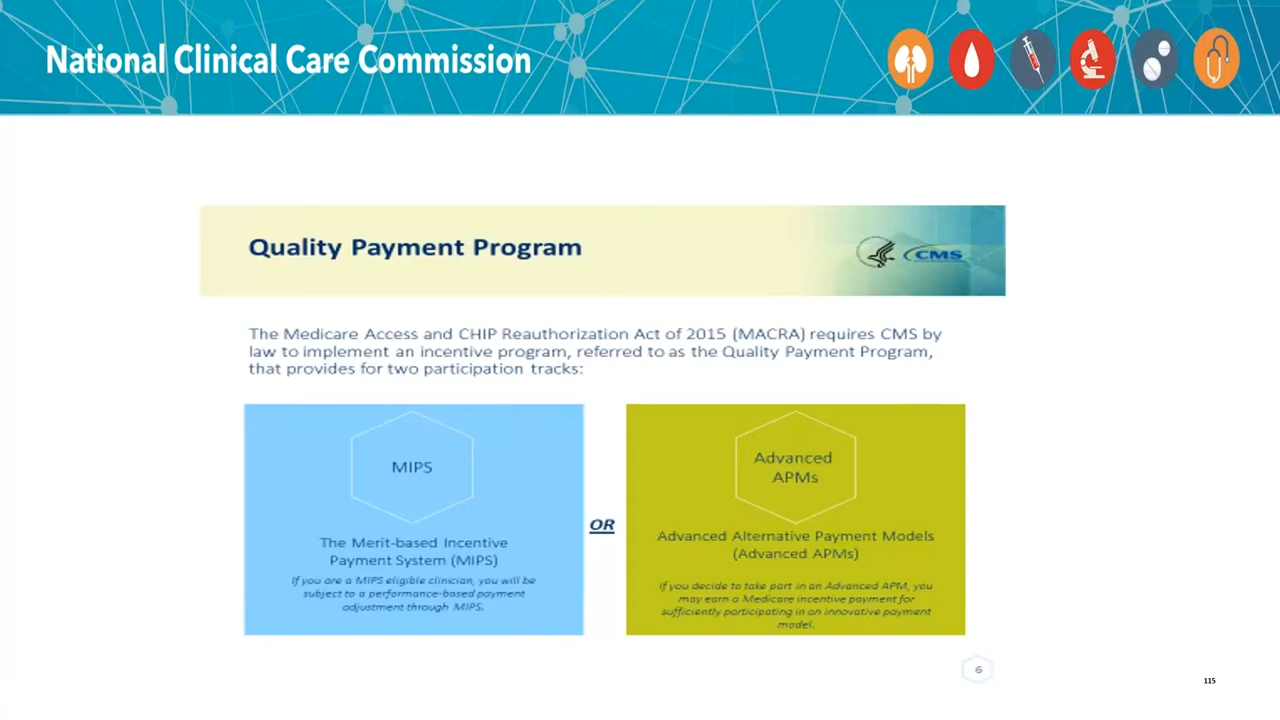 National Clinical Care Commission
Quality Payment Program
CMS
The Medicare Access and CHIP Reauthorization Act of 2015 (MACRA) requires CMS by
law to implement an incentive program, referred to as the Quality Payment Program,
that provides for two participation tracks:
MIPS
The Merit-based Incentive
Payment System (MIPS)
If you are a MIPS eligible clinician, you will be
subject to a performance-based payment
adjustment through MIPS.
OR
Advanced
APMs
Advanced Alternative Payment Models
(Advanced APMs)
If you decide to take part in an Advanced APM, you
may earn a Medicare incentive payment for
sufficiently participating in an innovative payment
model.
6
115